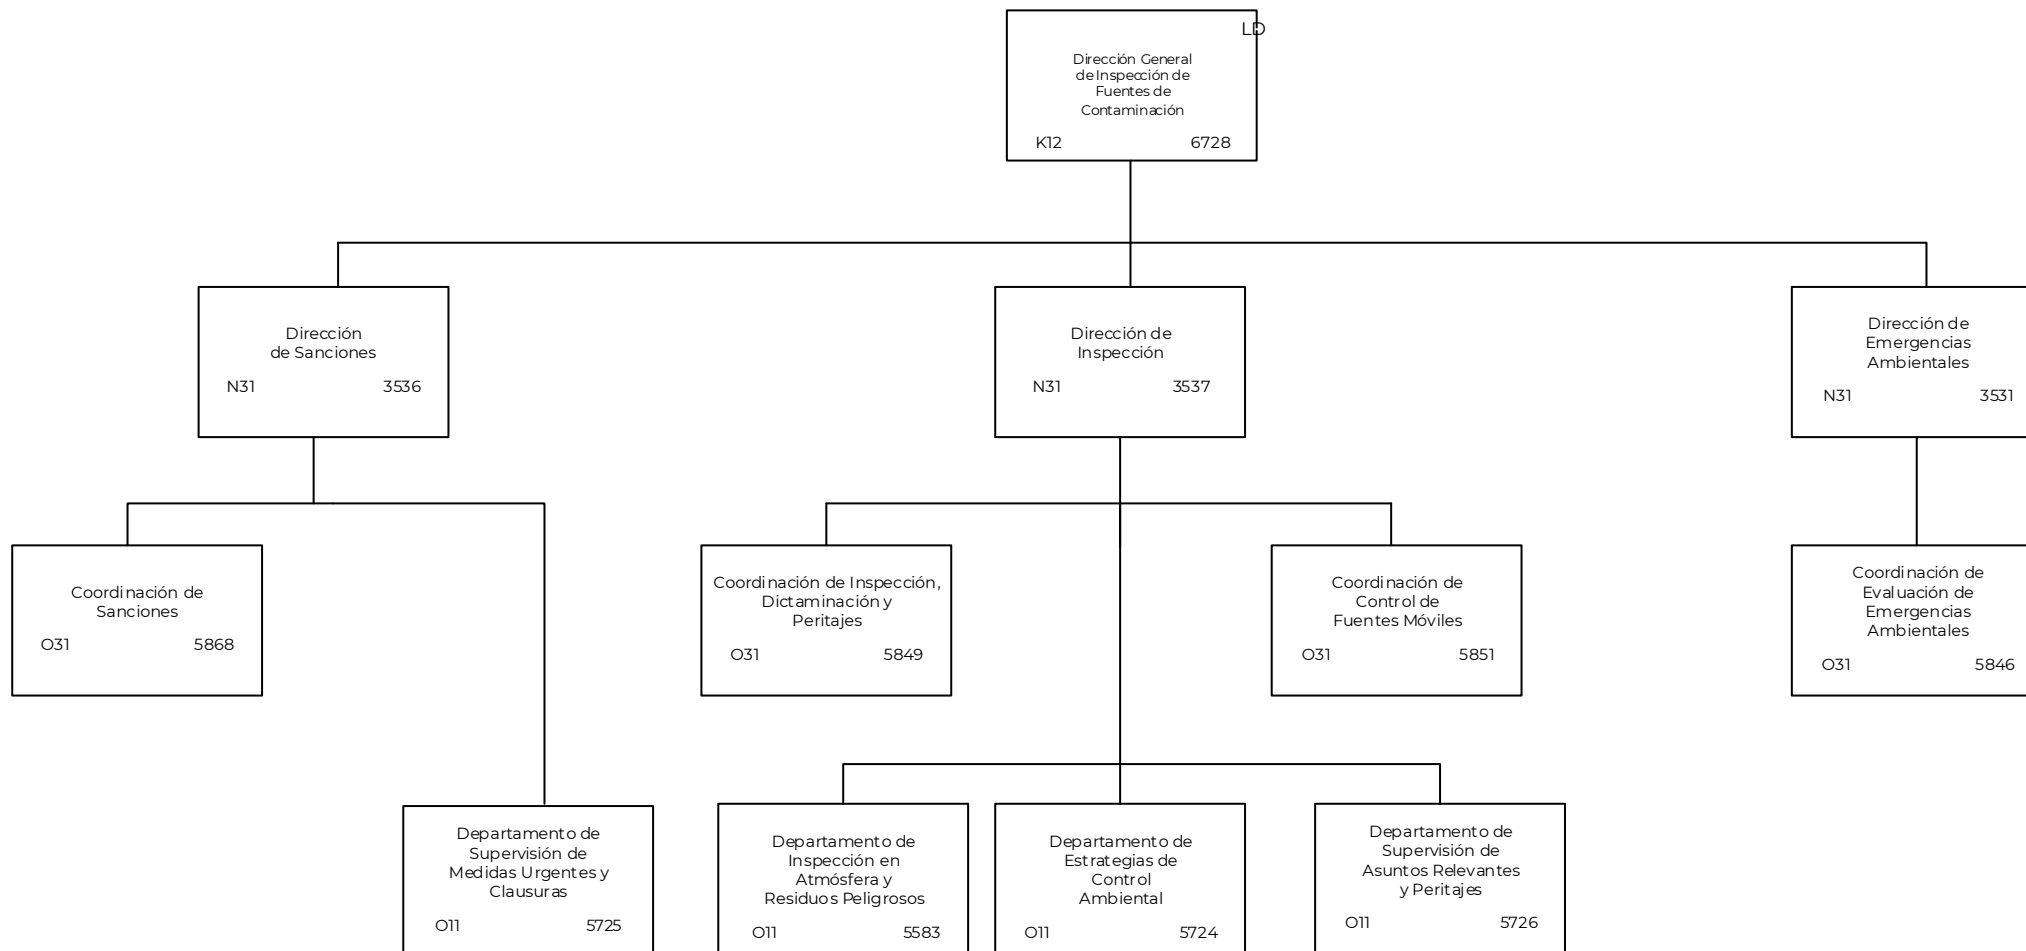 LD
Dirección General
de Inspección de
Fuentes de
Contaminación
K12 6728
Dirección
de Sanciones
N31 3536
Dirección de
Inspección
N31 3537
Dirección de
Emergencias
Ambientales
N31 3531
Coordinación de
Sanciones
O31 5868
Coordinación de Inspección,
Dictaminación y
Peritajes
O31 5849
Coordinación de
Control de
Fuentes Móviles
O31 5851
Coordinación de
Evaluación de
Emergencias
Ambientales
O31 5846
Departamento de
Supervisión de
Medidas Urgentes y
Clausuras
O11 5725
Departamento de
Inspección en
Atmósfera y
Residuos Peligrosos
O11 5583
Departamento de
Estrategias de
Control
Ambiental
O11 5724
Departamento de
Supervisión de
Asuntos Relevantes
y Peritajes
O11 5726